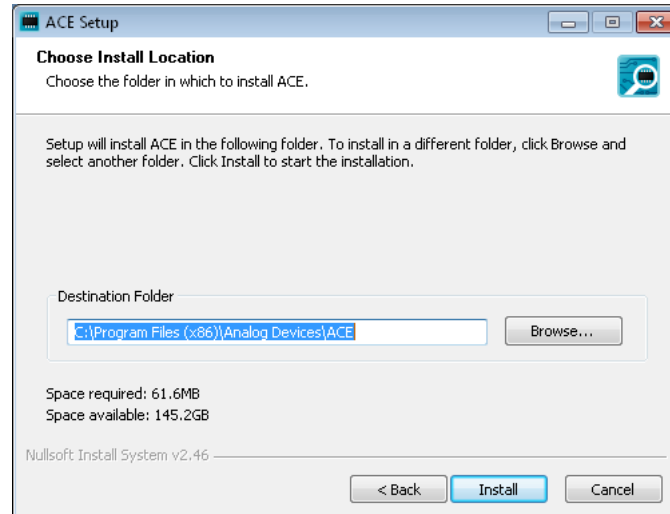 ACE Setup
Choose Install Location
Choose the folder in which to install ACE.
Setup will install ACE in the following folder. To install in a different folder, click Browse and
select another folder. Click Install to start the installation.
Destination Folder
C:\Program Files (x86)\Analog Devices\ACE
Browse...
Space required: 61.6MB
Space available: 145.2GB
Nullsoft Install System v2.46
< Back
Install
Cancel